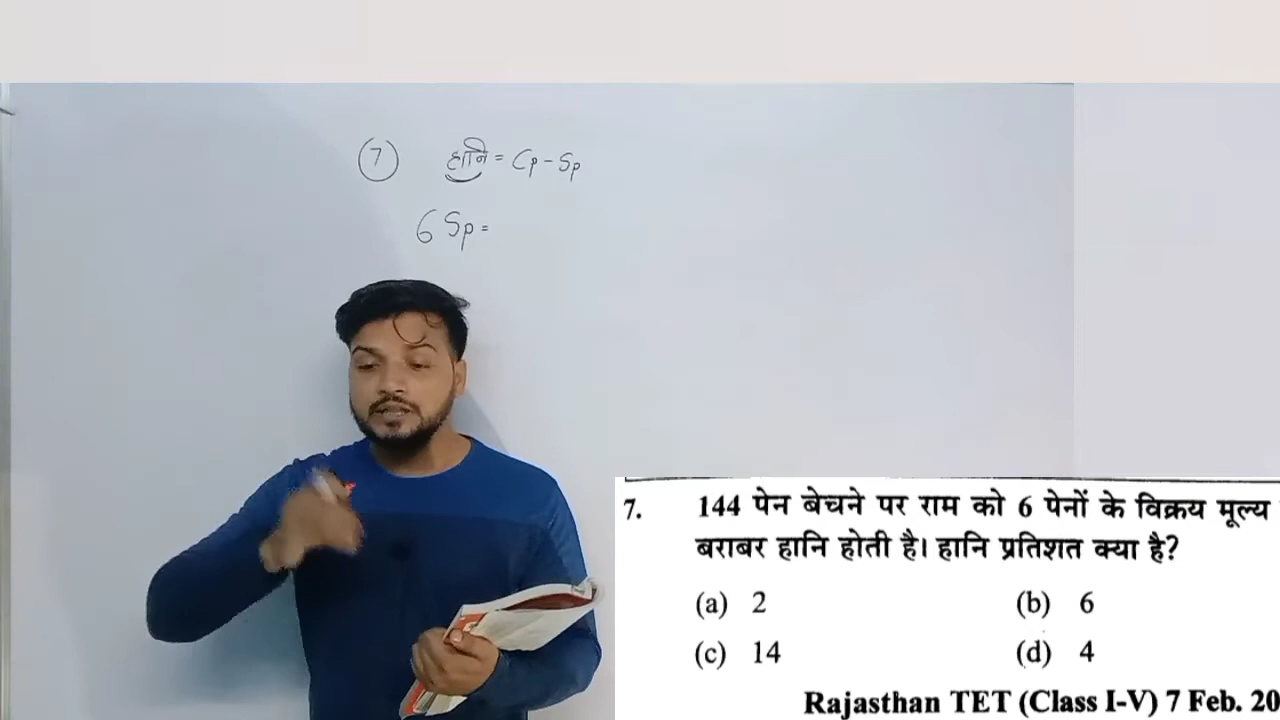 7 हानि = Cp - Sp
6 Sp =
7. 144 पेन बेचने पर राम को 6 पेनों के विक्रय मूल्य
बराबर हानि होती है। हानि प्रतिशत क्या है?
(a) 2 (b) 6
(c) 14 (d) 4
Rajasthan TET (Class I-V) 7 Feb. 20